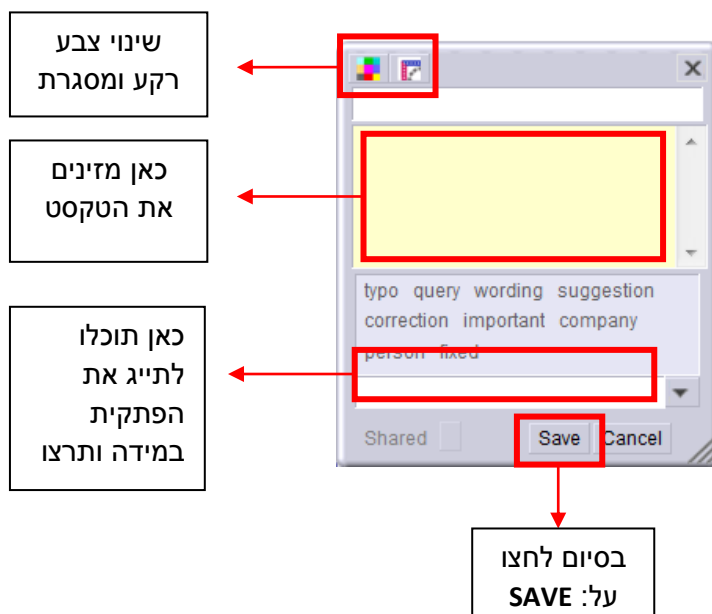 שינוי צבע
רקע ומסגרת
כאן מזינים
את הטקסט
typo query wording suggestion
correction important company
person fixed
כאן תוכלו
לתייג את
הפתקית
במידה ותרצו
Shared Save Cancel
בסיום לחצו
על: SAVE